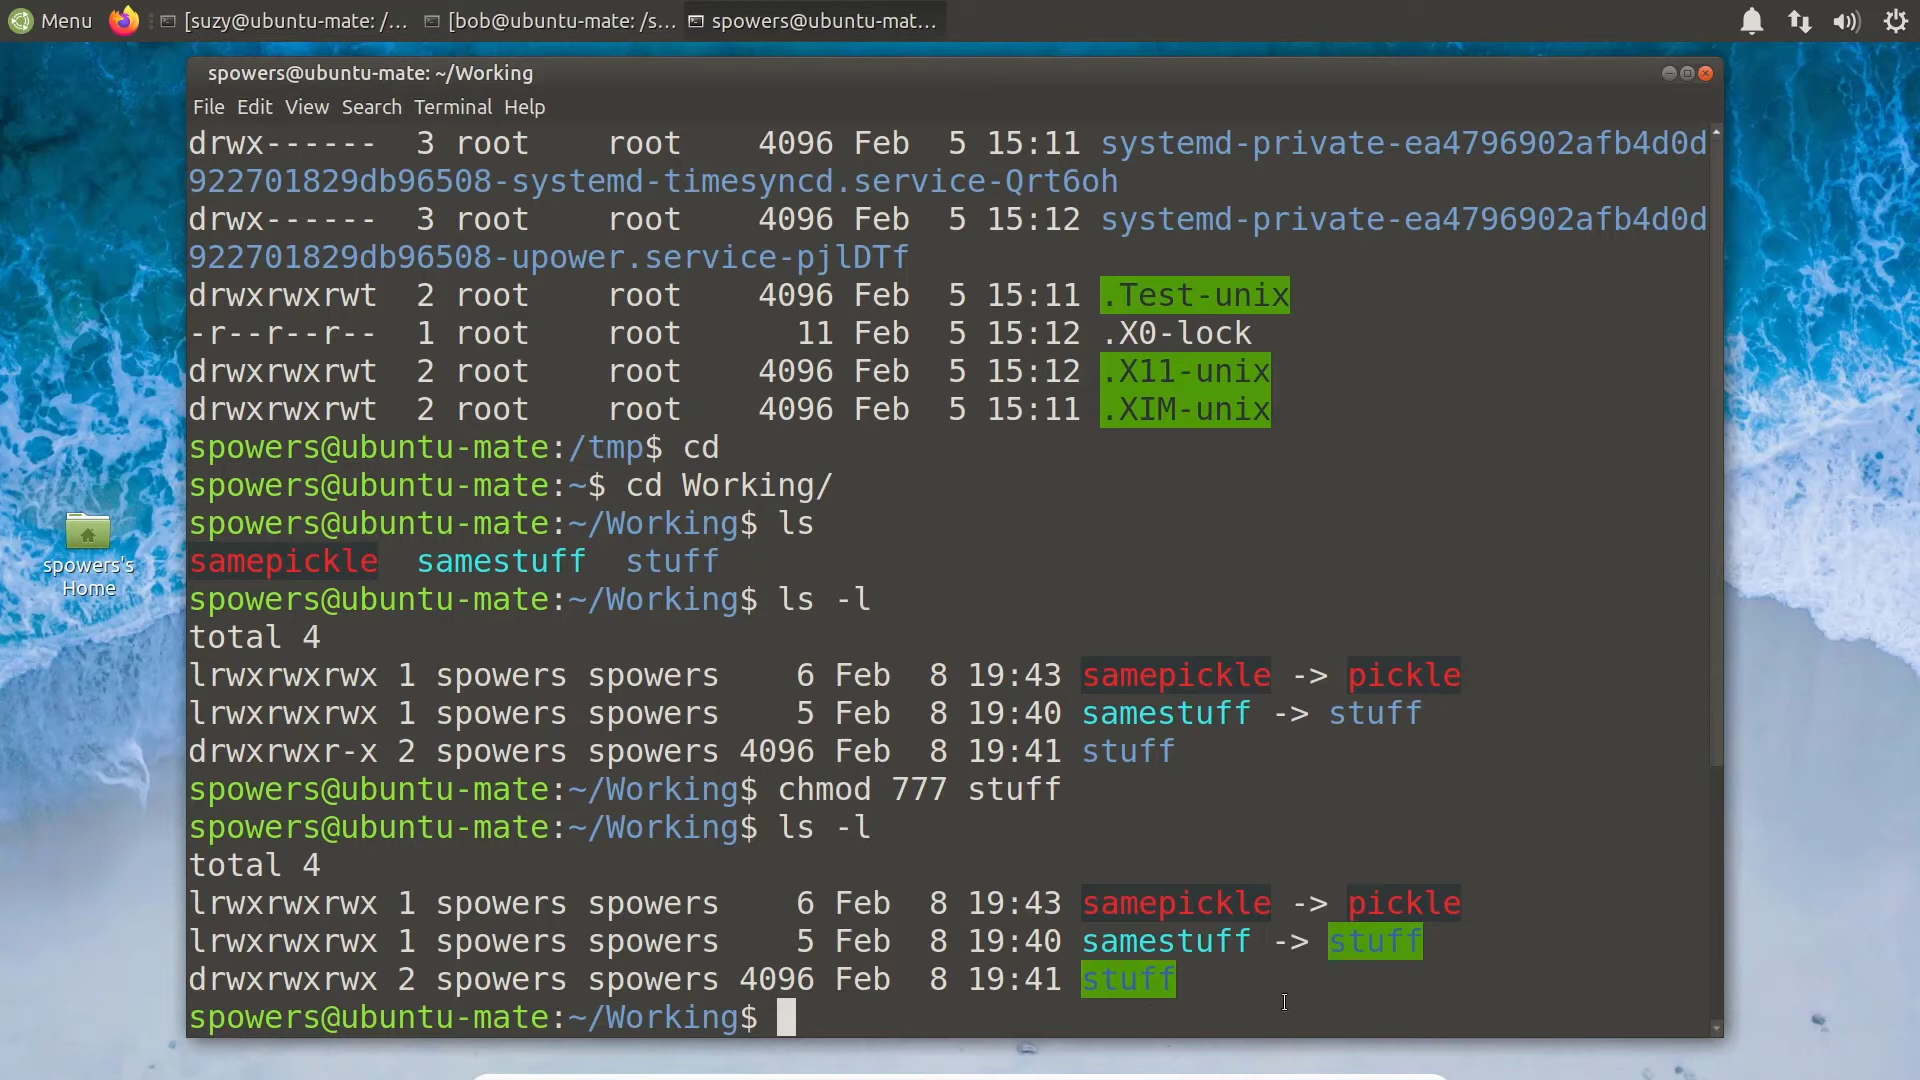 Menu [suzy@ubuntu-mate: /... [bob@ubuntu-mate: /s... spowers@ubuntu-mat...
spowers@ubuntu-mate: ~/Working
File Edit View Search Terminal Help
drwx------  3 root    root    4096 Feb  5 15:11 systemd-private-ea4796902afb4d0d
922701829db96508-systemd-timesyncd.service-Qrt6oh
drwx------  3 root    root    4096 Feb  5 15:12 systemd-private-ea4796902afb4d0d
922701829db96508-upower.service-pjlDTf
drwxrwxrwt  2 root    root    4096 Feb  5 15:11 .Test-unix
-r--r--r--  1 root    root      11 Feb  5 15:12 .X0-lock
drwxrwxrwt  2 root    root    4096 Feb  5 15:12 .X11-unix
drwxrwxrwt  2 root    root    4096 Feb  5 15:11 .XIM-unix
spowers@ubuntu-mate:/tmp$ cd
spowers@ubuntu-mate:~$ cd Working/
spowers@ubuntu-mate:~/Working$ ls
samepickle  samestuff  stuff
spowers@ubuntu-mate:~/Working$ ls -l
total 4
lrwxrwxrwx 1 spowers spowers    6 Feb  8 19:43 samepickle -> pickle
lrwxrwxrwx 1 spowers spowers    5 Feb  8 19:40 samestuff -> stuff
drwxrwxr-x 2 spowers spowers 4096 Feb  8 19:41 stuff
spowers@ubuntu-mate:~/Working$ chmod 777 stuff
spowers@ubuntu-mate:~/Working$ ls -l
total 4
lrwxrwxrwx 1 spowers spowers    6 Feb  8 19:43 samepickle -> pickle
lrwxrwxrwx 1 spowers spowers    5 Feb  8 19:40 samestuff -> stuff
drwxrwxrwx 2 spowers spowers 4096 Feb  8 19:41 stuff
spowers@ubuntu-mate:~/Working$
spowers's
Home